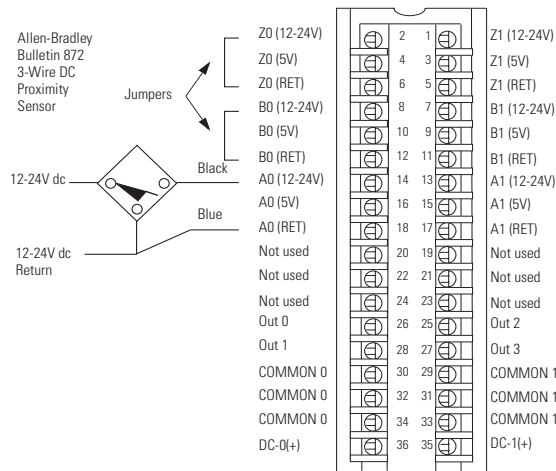 Allen-Bradley
Bulletin 872
3-Wire DC
Proximity
Sensor
Jumpers
12-24V dc
Black
Blue
12-24V dc
Return
Z0 (12-24V) 2 1 Z1 (12-24V)
Z0 (5V) 4 3 Z1 (5V)
Z0 (RET) 6 5 Z1 (RET)
B0 (12-24V) 8 7 B1 (12-24V)
B0 (5V) 10 9 B1 (5V)
B0 (RET) 12 11 B1 (RET)
A0 (12-24V) 14 13 A1 (12-24V)
A0 (5V) 16 15 A1 (5V)
A0 (RET) 18 17 A1 (RET)
Not used 20 19 Not used
Not used 22 21 Not used
Not used 24 23 Not used
Out 0 26 25 Out 2
Out 1 28 27 Out 3
COMMON 0 30 29 COMMON 1
COMMON 0 32 31 COMMON 1
COMMON 0 34 33 COMMON 1
DC-0(+) 36 35 DC-1(+)